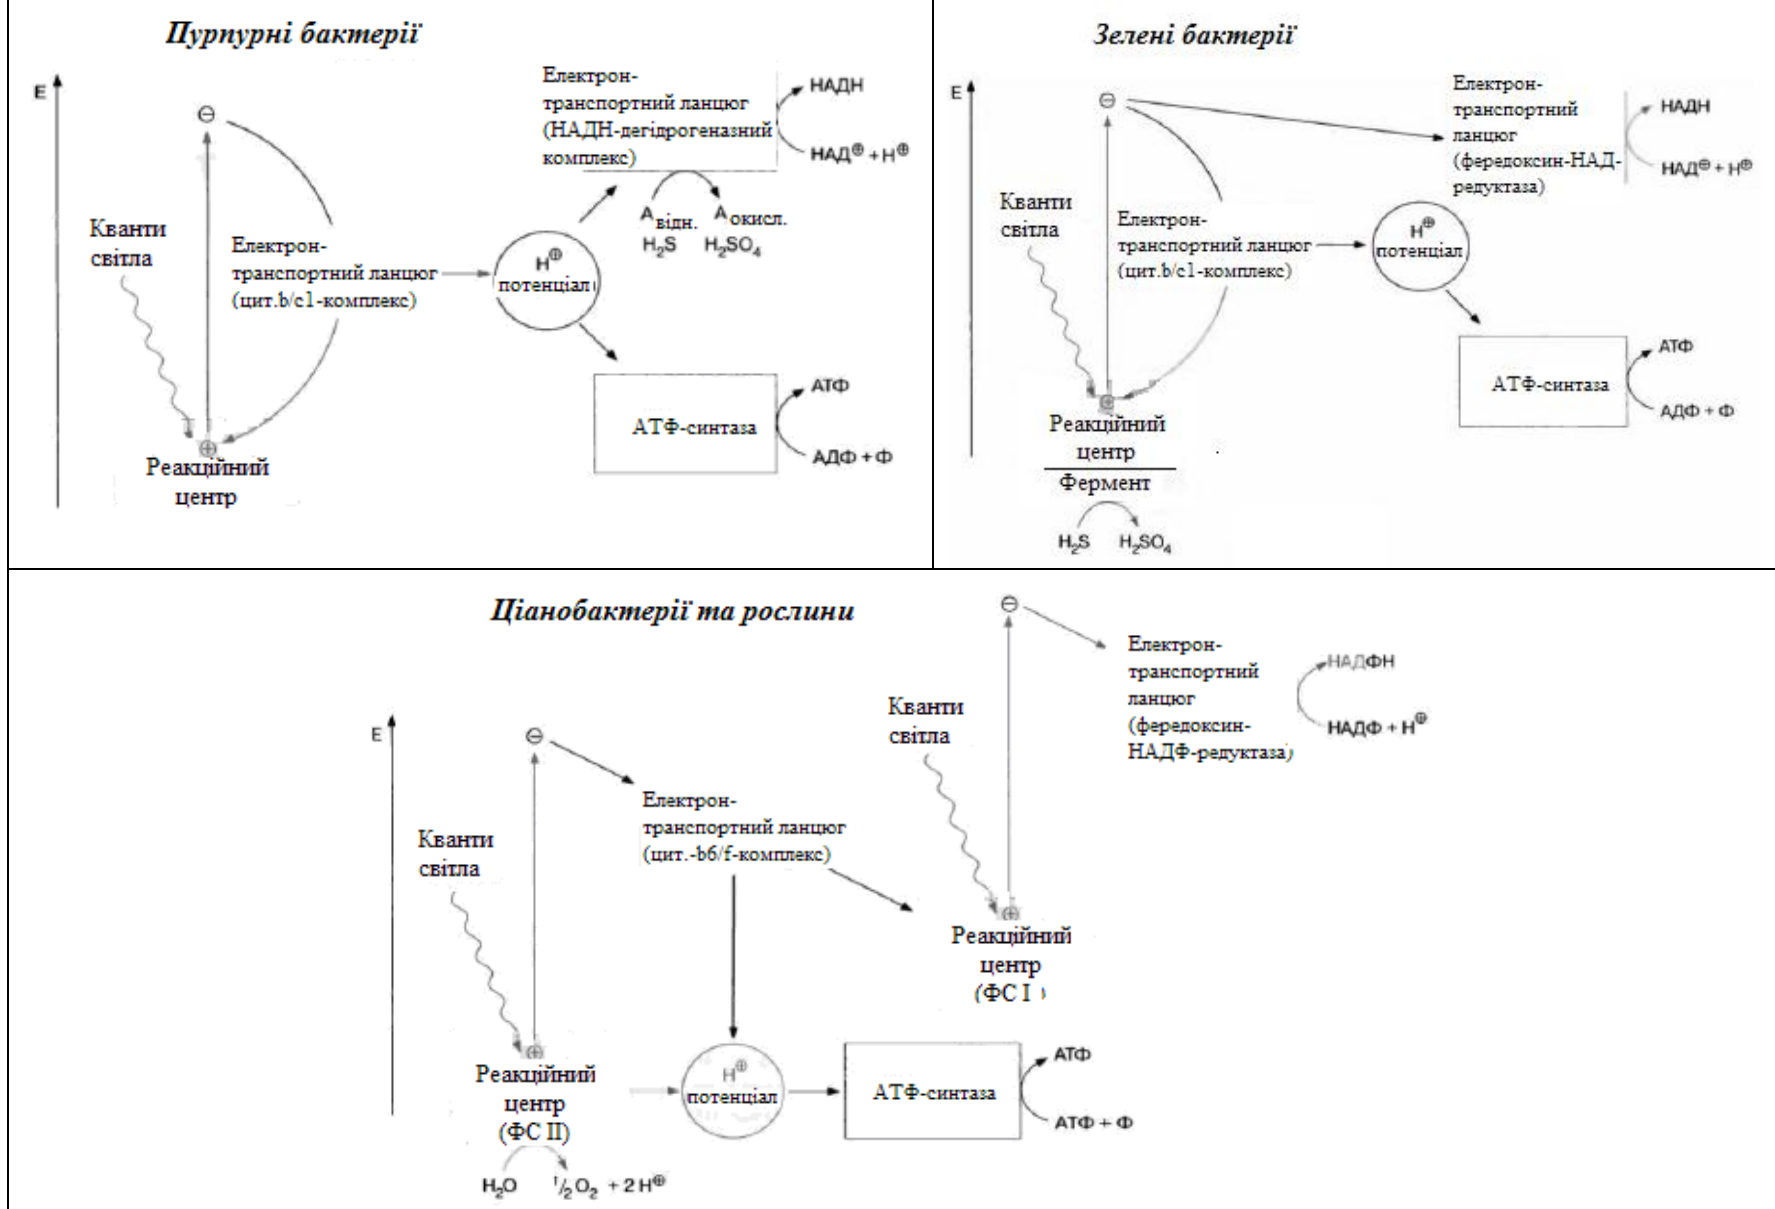 Пурпурні бактерії
E
⊖
Кванти
світла
Електрон-
транспортний ланцюг
(цит.b/c1-комплекс)
⊕
Реакційний
центр
H⊕
потенціал
Електрон-
транспортний ланцюг
(НАДН-дегідрогеназний
комплекс)
НАДН
НАД⊕ + H⊕
A відн.
A окисл.
H₂S
H₂SO₄
АТФ-синтаза
АТФ
АДФ + Ф
Зелені бактерії
E
⊖
Кванти
світла
Електрон-
транспортний ланцюг
(цит.b/c1-комплекс)
⊕
Реакційний
центр
Фермент
H₂S
H₂SO₄
Електрон-
транспортний
ланцюг
(фередоксин-НАД-
редуктаза)
НАДН
НАД⊕ + H⊕
H⊕
потенціал
АТФ-синтаза
АТФ
АДФ + Ф
Ціанобактерії та рослини
E
⊖
Кванти
світла
Електрон-
транспортний ланцюг
(цит.-b6/f-комплекс)
⊕
Реакційний
центр
(ФС II)
H₂O
½O₂ + 2H⊕
H⊕
потенціал
АТФ-синтаза
АТФ
АТФ + Ф
⊖
Кванти
світла
⊕
Реакційний
центр
(ФС I )
Електрон-
транспортний
ланцюг
(фередоксин-
НАДФ-редуктаза)
НАДФН
НАДФ + H⊕